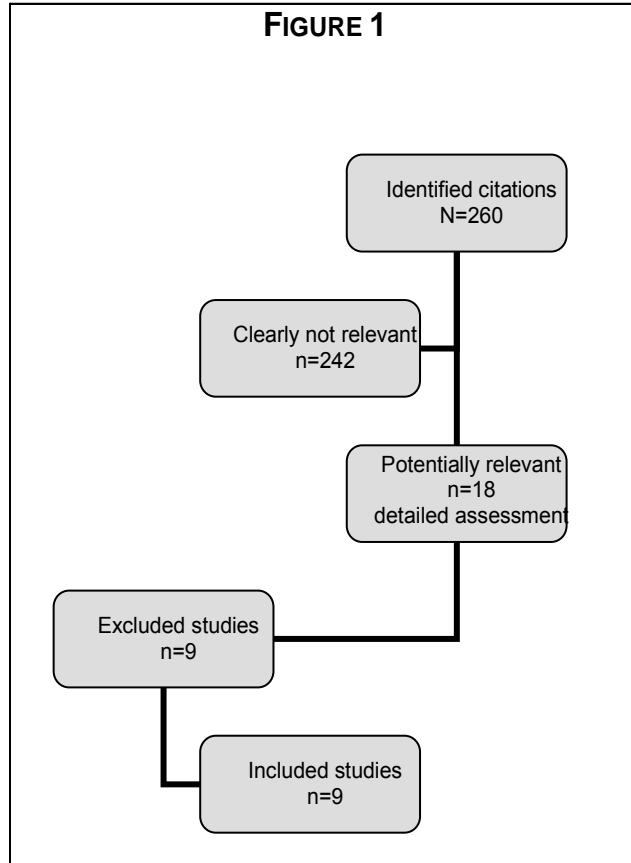 FIGURE 1
Identified citations
N=260
Clearly not relevant
n=242
Potentially relevant
n=18
detailed assessment
Excluded studies
n=9
Included studies
n=9